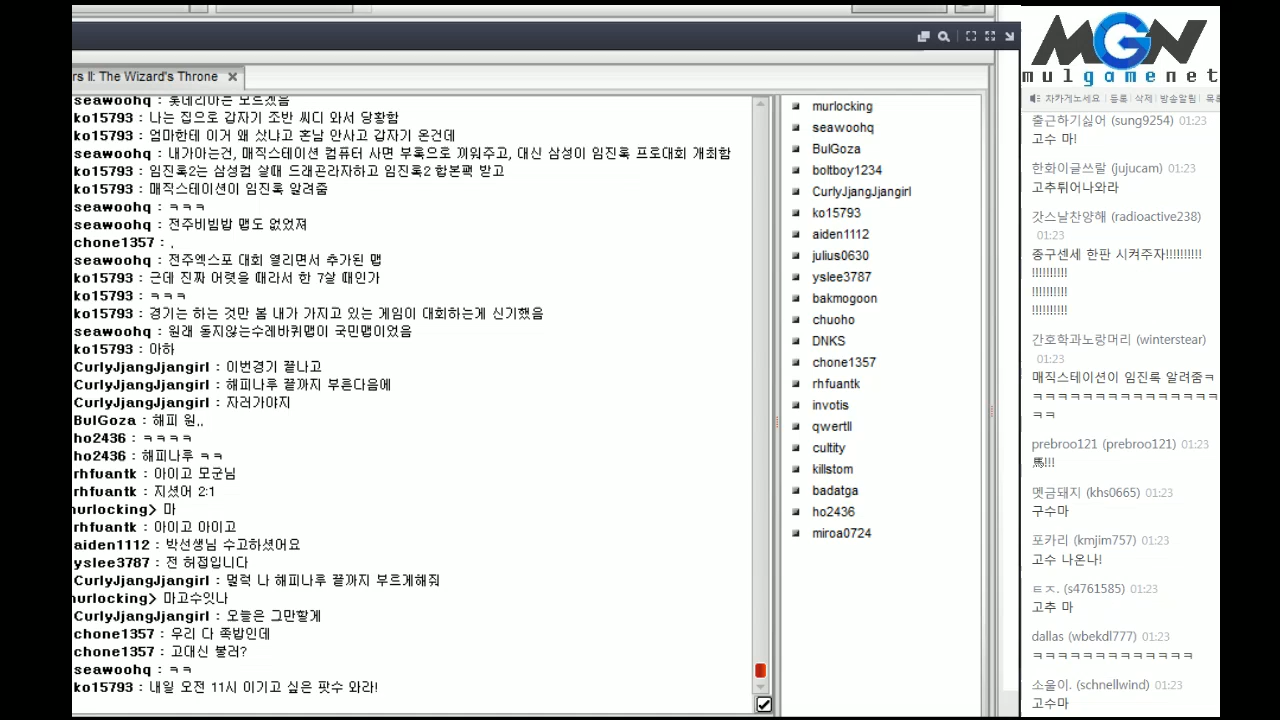 rs II: The Wizard's Throne
seawoohq : 롯데리아는 모르겠음
ko15793 : 나는 집으로 갑자기 조반 씨디 와서 당황함
ko15793 : 엄마한테 이거 왜 샀냐고 혼날 안사고 갑자기 온건데
seawoohq : 내가아는건, 매직스테이션 컴퓨터 사면 부록으로 끼워주고, 대신 삼성이 임진록 프로대회 개최함
ko15793 : 임진록2는 삼성컴 살때 드래곤라자하고 임진록2 합본팩 받고
ko15793 : 매직스테이션이 임진록 알려줌
seawoohq : ㅋㅋㅋ
seawoohq : 전주비빔밥 맵도 없었져
chone1357 : .
seawoohq : 전주엑스포 대회 열리면서 추가된 맵
ko15793 : 근데 진짜 어렷을 때라서 한 7살 때인가
ko15793 : ㅋㅋㅋ
ko15793 : 경기는 하는 것만 봄 내가 가지고 있는 게임이 대회하는게 신기했음
seawoohq : 원래 돌지않는수레바퀴맵이 국민맵이었음
ko15793 : 아하
CurlyJjangJjangirl : 이번경기 끝나고
CurlyJjangJjangirl : 해피나루 끝까지 부른다음에
CurlyJjangJjangirl : 자러가야지
BulGoza : 해피 원,,
ho2436 : ㅋㅋㅋㅋ
ho2436 : 해피나루 ㅋㅋ
rhfuantk : 아이고 모군님
rhfuantk : 지셨어 2:1
murlocking> 마
rhfuantk : 아이고 아이고
aiden1112 : 박선생님 수고하셨어요
yslee3787 : 전 허접입니다
CurlyJjangJjangirl : 멀럭 나 해피나루 끝까지 부르게해줘
murlocking> 마고수잇나
CurlyJjangJjangirl : 오늘은 그만할게
chone1357 : 우리 다 족밥인데
chone1357 : 고대신 불러?
seawoohq : ㅋㅋ
ko15793 : 내일 오전 11시 이기고 싶은 팟수 와라!
murlocking
seawoohq
BulGoza
boltboy1234
CurlyJjangJjangirl
ko15793
aiden1112
julius0630
yslee3787
bakmogoon
chuoho
DNKS
chone1357
rhfuantk
invotis
qwertll
cultity
killstom
badatga
ho2436
miroa0724
MGN
mulgamenet
차카게노세요 | 등록 | 삭제 | 방송알림 | 목록
출근하기싫어 (sung9254) 01:23
고수 마!
한화이글쓰랄 (jujucam) 01:23
고추튀어나와라
갓스날찬양해 (radioactive238)
01:23
종구센세 한판 시켜주자!!!!!!!!!!
!!!!!!!!!!
!!!!!!!!!!
!!!!!!!!!!
간호학과노랑머리 (winterstear)
01:23
매직스테이션이 임진록 알려줌ㅋ
ㅋㅋㅋㅋㅋㅋㅋㅋㅋㅋㅋㅋㅋㅋㅋ
ㅋㅋ
prebroo121 (prebroo121) 01:23
馬!!!
멧금돼지 (khs0665) 01:23
구수마
포카리 (kmjim757) 01:23
고수 나온나!
ㅌㅈ. (s4761585) 01:23
고추 마
dallas (wbekdl777) 01:23
ㅋㅋㅋㅋㅋㅋㅋㅋㅋㅋㅋㅋㅋ
소울이. (schnellwind) 01:23
고수마